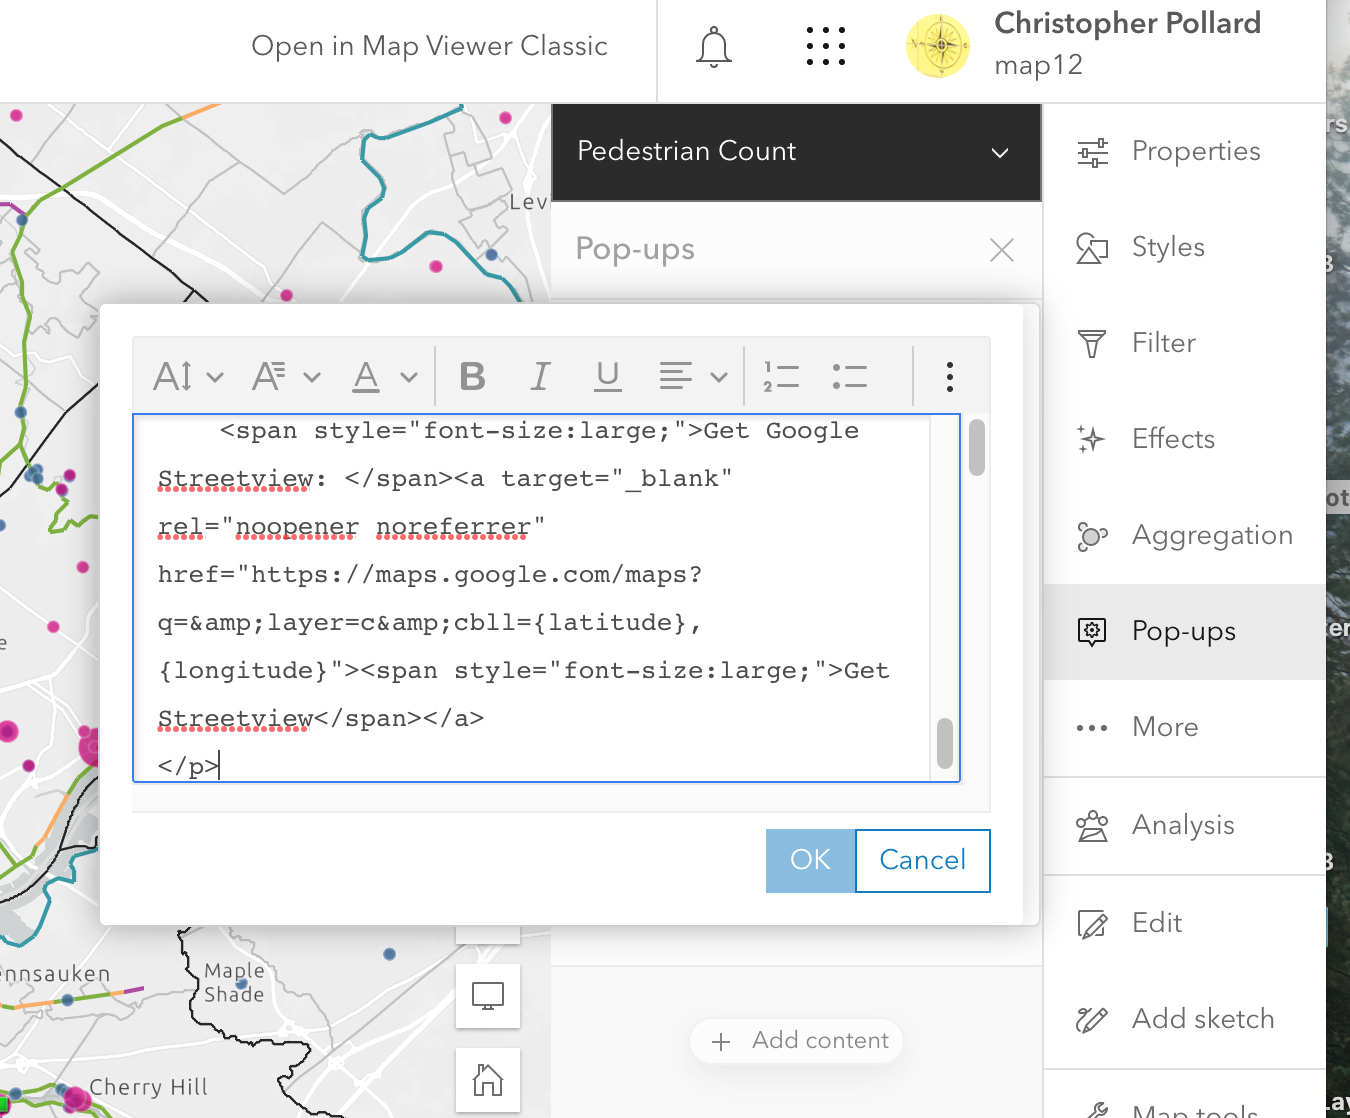 Open in Map Viewer Classic
Christopher Pollard
map12
Pedestrian Count
Pop-ups
<span style="font-size:large;">Get Google
Streetview: </span><a target="_blank"
rel="noopener noreferrer"
href="https://maps.google.com/maps?
q=&amp;layer=c&amp;cbll={latitude},
{longitude}"><span style="font-size:large;">Get
Streetview</span></a>
</p>
OK
Cancel
Add content
Properties
Styles
Filter
Effects
Aggregation
Pop-ups
More
Analysis
Edit
Add sketch
Map tools
Lev
ennsauken
Maple
Shade
Cherry Hill